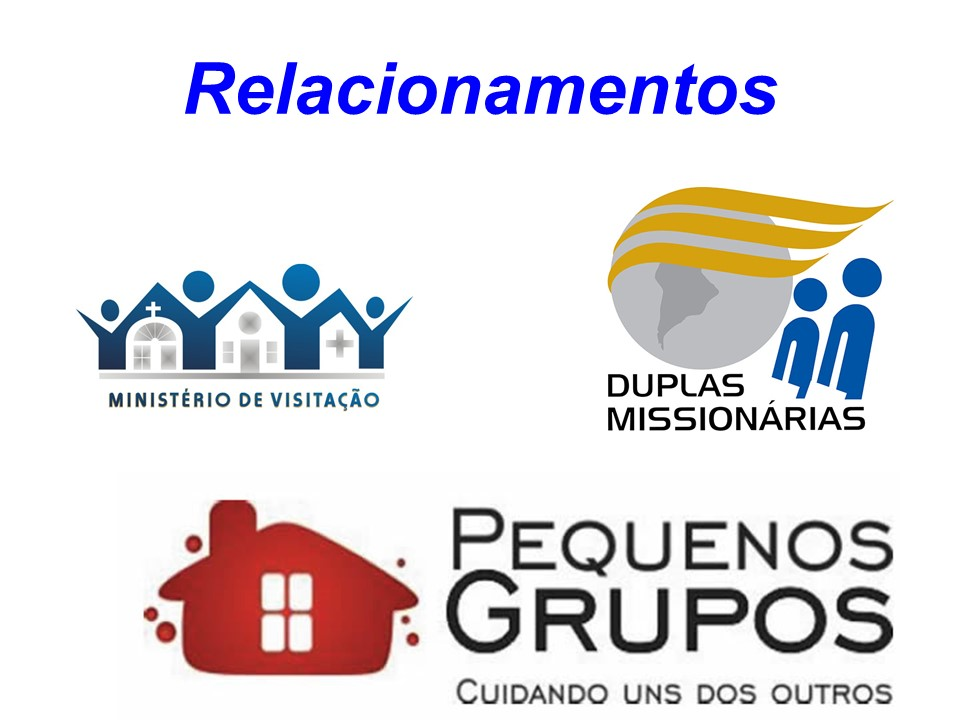 Relacionamentos
MINISTÉRIO DE VISITAÇÃO
DUPLAS
MISSIONÁRIAS
PEQUENOS
GRUPOS
CUIDANDO UNS DOS OUTROS